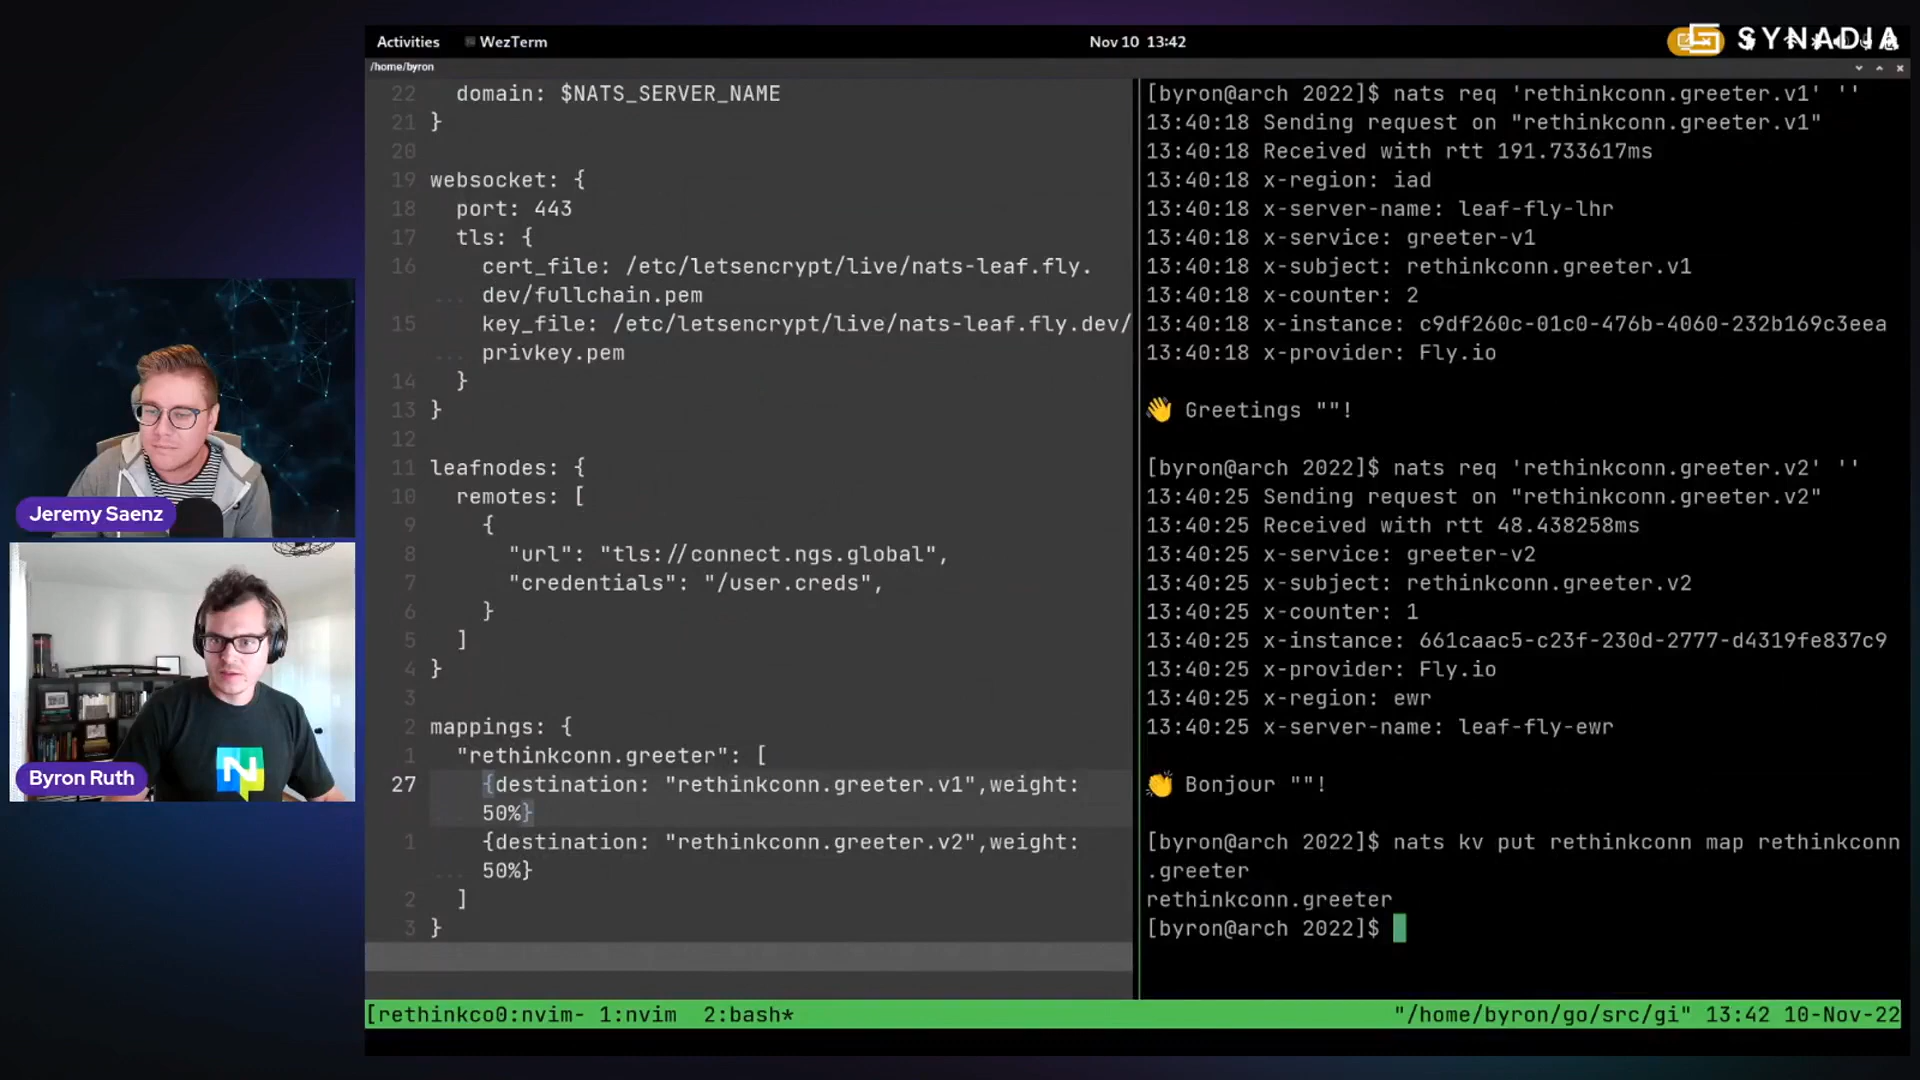 Activities
WezTerm
Nov 10 13:42
SYNADIA
/home/byron
22 domain: $NATS_SERVER_NAME
21 }
20
19 websocket: {
18 port: 443
17 tls: {
16 cert_file: /etc/letsencrypt/live/nats-leaf.fly.
... dev/fullchain.pem
15 key_file: /etc/letsencrypt/live/nats-leaf.fly.dev/
... privkey.pem
14 }
13 }
12
11 leafnodes: {
10 remotes: [
9 {
8 "url": "tls://connect.ngs.global",
7 "credentials": "/user.creds",
6 }
5 ]
4 }
3
2 mappings: {
1 "rethinkconn.greeter": [
27 {destination: "rethinkconn.greeter.v1",weight:
... 50%}
1 {destination: "rethinkconn.greeter.v2",weight:
... 50%}
2 ]
3 }
[byron@arch 2022]$ nats req 'rethinkconn.greeter.v1' ''
13:40:18 Sending request on "rethinkconn.greeter.v1"
13:40:18 Received with rtt 191.733617ms
13:40:18 x-region: iad
13:40:18 x-server-name: leaf-fly-lhr
13:40:18 x-service: greeter-v1
13:40:18 x-subject: rethinkconn.greeter.v1
13:40:18 x-counter: 2
13:40:18 x-instance: c9df260c-01c0-476b-4060-232b169c3eea
13:40:18 x-provider: Fly.io
👋 Greetings ""!
[byron@arch 2022]$ nats req 'rethinkconn.greeter.v2' ''
13:40:25 Sending request on "rethinkconn.greeter.v2"
13:40:25 Received with rtt 48.438258ms
13:40:25 x-service: greeter-v2
13:40:25 x-subject: rethinkconn.greeter.v2
13:40:25 x-counter: 1
13:40:25 x-instance: 661caac5-c23f-230d-2777-d4319fe837c9
13:40:25 x-provider: Fly.io
13:40:25 x-region: ewr
13:40:25 x-server-name: leaf-fly-ewr
👏 Bonjour ""!
[byron@arch 2022]$ nats kv put rethinkconn map rethinkconn
.greeter
rethinkconn.greeter
[byron@arch 2022]$
[rethinkco0:nvim- 1:nvim 2:bash*
"/home/byron/go/src/gi" 13:42 10-Nov-22
Jeremy Saenz
N
Byron Ruth